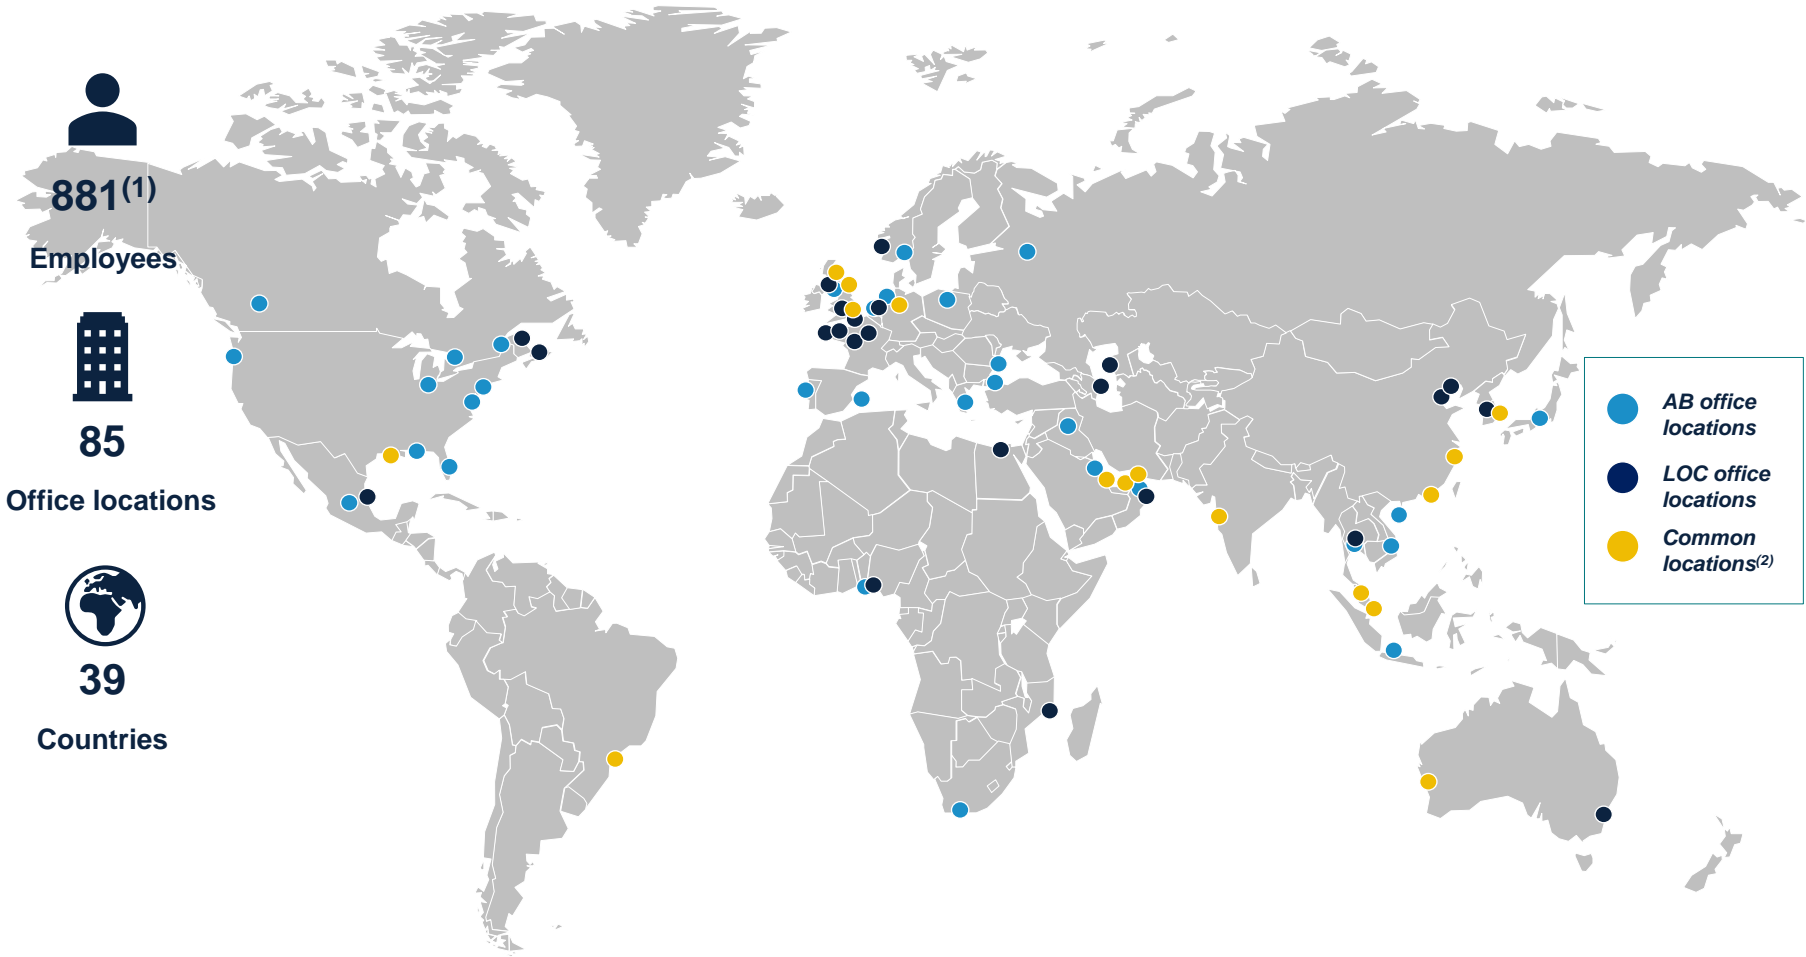 881(1)
Employees
85
Office locations
39
Countries
AB office
locations
LOC office
locations
Common
locations(2)